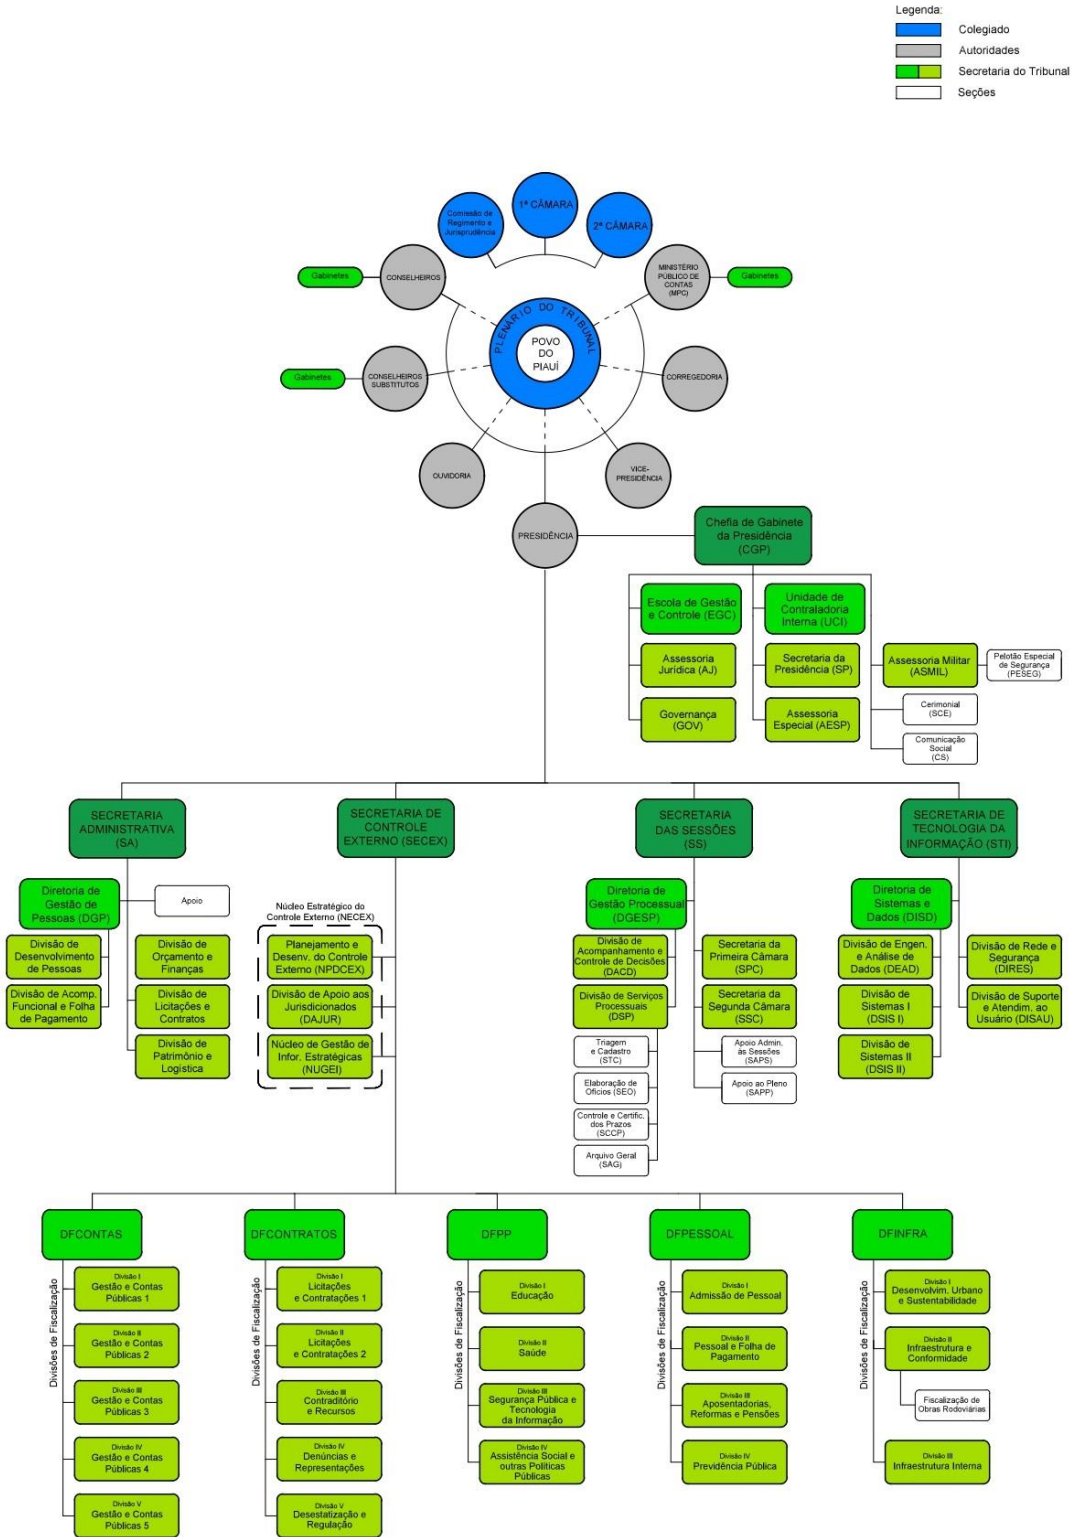 Legenda:
Colegiado
Autoridades
Secretaria do Tribunal
Seções
Comissão de
Regimento e
Jurisprudência
1ª CÂMARA
2ª CÂMARA
Gabinetes
CONSELHEIROS
MINISTÉRIO
PÚBLICO DE
CONTAS
(MPC)
Gabinetes
PLENÁRIO DO TRIBUNAL
POVO
DO
PIAUÍ
Gabinetes
CONSELHEIROS
SUBSTITUTOS
CORREGEDORIA
OUVIDORIA
VICE-
PRESIDÊNCIA
PRESIDÊNCIA
Chefia de Gabinete
da Presidência
(CGP)
Escola de Gestão
e Controle (EGC)
Unidade de
Contraladoria
Interna (UCI)
Assessoria
Jurídica (AJ)
Secretaria da
Presidência (SP)
Assessoria Militar
(ASMIL)
Pelotão Especial
de Segurança
(PESEG)
Governança
(GOV)
Assessoria
Especial (AESP)
Cerimonial
(SCE)
Comunicação
Social
(CS)
SECRETARIA
ADMINISTRATIVA
(SA)
SECRETARIA DE
CONTROLE
EXTERNO (SECEX)
SECRETARIA
DAS SESSÕES
(SS)
SECRETARIA DE
TECNOLOGIA DA
INFORMAÇÃO (STI)
Diretoria de
Gestão de
Pessoas (DGP)
Apoio
Divisão de
Desenvolvimento
de Pessoas
Divisão de
Orçamento e
Finanças
Divisão de Acomp.
Funcional e Folha
de Pagamento
Divisão de
Licitações e
Contratos
Divisão de
Patrimônio e
Logística
Núcleo Estratégico do
Controle Externo (NECEX)
Planejamento e
Desenv. do Controle
Externo (NPDCEX)
Divisão de Apoio aos
Jurisdicionados
(DAJUR)
Núcleo de Gestão de
Infor. Estratégicas
(NUGEI)
Diretoria de
Gestão Processual
(DGESP)
Divisão de
Acompanhamento e
Controle de Decisões
(DACD)
Secretaria da
Primeira Câmara
(SPC)
Divisão de Serviços
Processuais
(DSP)
Secretaria da
Segunda Câmara
(SSC)
Triagem
e Cadastro
(STC)
Apoio Admin.
às Sessões
(SAPS)
Elaboração de
Ofícios (SEO)
Apoio ao Pleno
(SAPP)
Controle e Certific.
dos Prazos
(SCCP)
Arquivo Geral
(SAG)
Diretoria de
Sistemas e
Dados (DISD)
Divisão de Engen.
e Análise de
Dados (DEAD)
Divisão de Rede e
Segurança
(DIRES)
Divisão de
Sistemas I
(DSIS I)
Divisão de Suporte
e Atendim. ao
Usuário (DISAU)
Divisão de
Sistemas II
(DSIS II)
DFCONTAS
Divisões de Fiscalização
Divisão I
Gestão e Contas
Públicas 1
Divisão II
Gestão e Contas
Públicas 2
Divisão III
Gestão e Contas
Públicas 3
Divisão IV
Gestão e Contas
Públicas 4
Divisão V
Gestão e Contas
Públicas 5
DFCONTRATOS
Divisões de Fiscalização
Divisão I
Licitações
e Contratações 1
Divisão II
Licitações
e Contratações 2
Divisão III
Contraditório
e Recursos
Divisão IV
Denúncias e
Representações
Divisão V
Desestatização e
Regulação
DFPP
Divisões de Fiscalização
Divisão I
Educação
Divisão II
Saúde
Divisão III
Segurança Pública e
Tecnologia
da Informação
Divisão IV
Assistência Social e
outras Políticas
Públicas
DFPESSOAL
Divisões de Fiscalização
Divisão I
Admissão de Pessoal
Divisão II
Pessoal e Folha de
Pagamento
Divisão III
Aposentadorias,
Reformas e Pensões
Divisão IV
Previdência Pública
DFINFRA
Divisões de Fiscalização
Divisão I
Desenvolvim. Urbano
e Sustentabilidade
Divisão II
Infraestrutura e
Conformidade
Fiscalização de
Obras Rodoviárias
Divisão III
Infraestrutura Interna